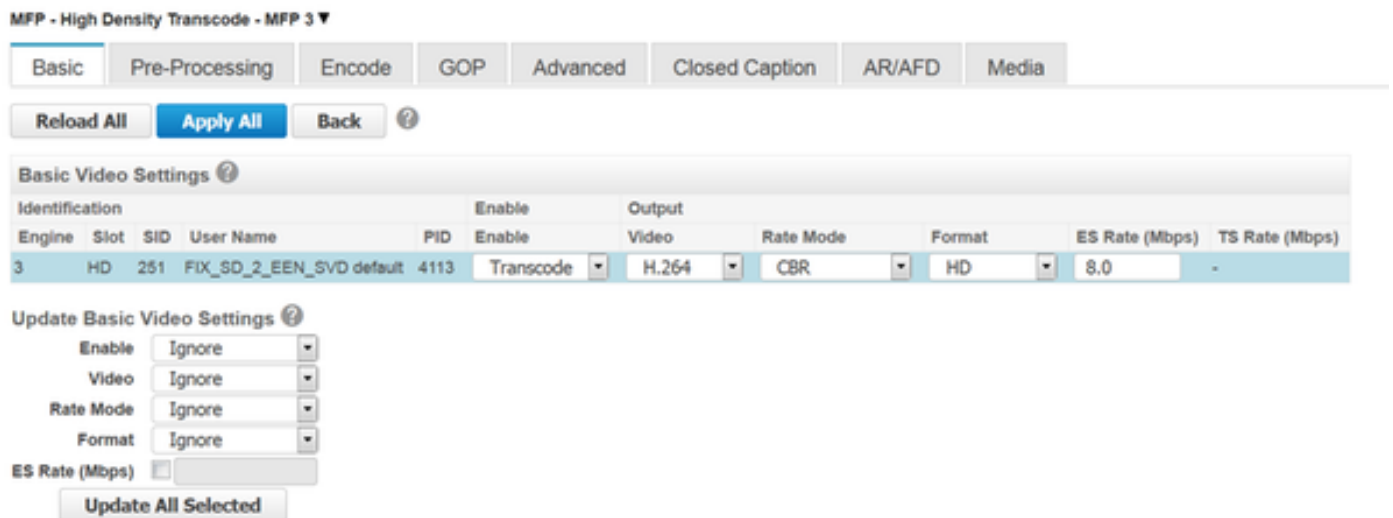 MFP - High Density Transcode - MFP 3▼
Basic Pre-Processing Encode GOP Advanced Closed Caption AR/AFD Media
Reload All Apply All Back ?
Basic Video Settings ?
Identification Enable Output
Engine Slot SID User Name PID Enable Video Rate Mode Format ES Rate (Mbps) TS Rate (Mbps)
3 HD 251 FIX_SD_2_EEN_SVD default 4113 Transcode H.264 CBR HD 8.0 -
Update Basic Video Settings ?
Enable Ignore
Video Ignore
Rate Mode Ignore
Format Ignore
ES Rate (Mbps)
Update All Selected